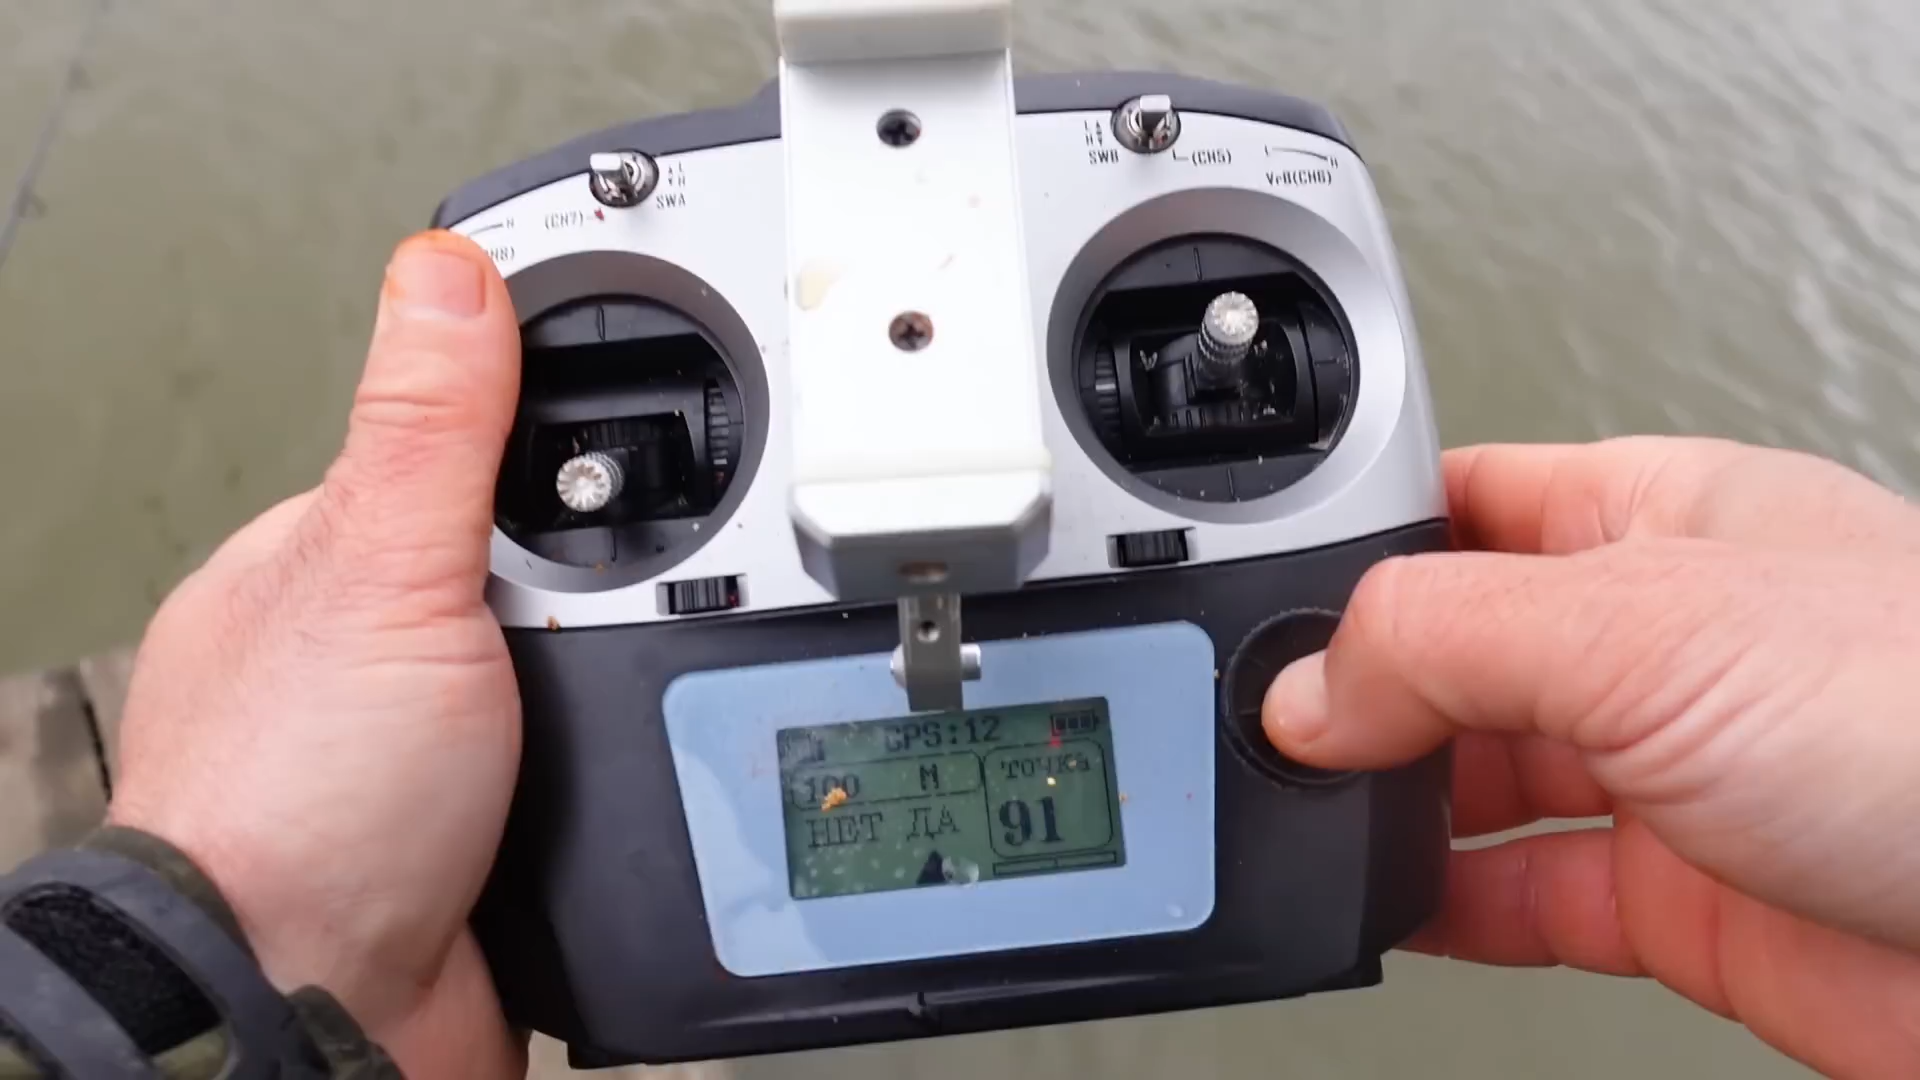 L
H
SWB
(CH5)
L H
VrB(CH6)
L
H
SWA
(CH7)
H
GPS:12
100 М
точка
НЕТ ДА
91